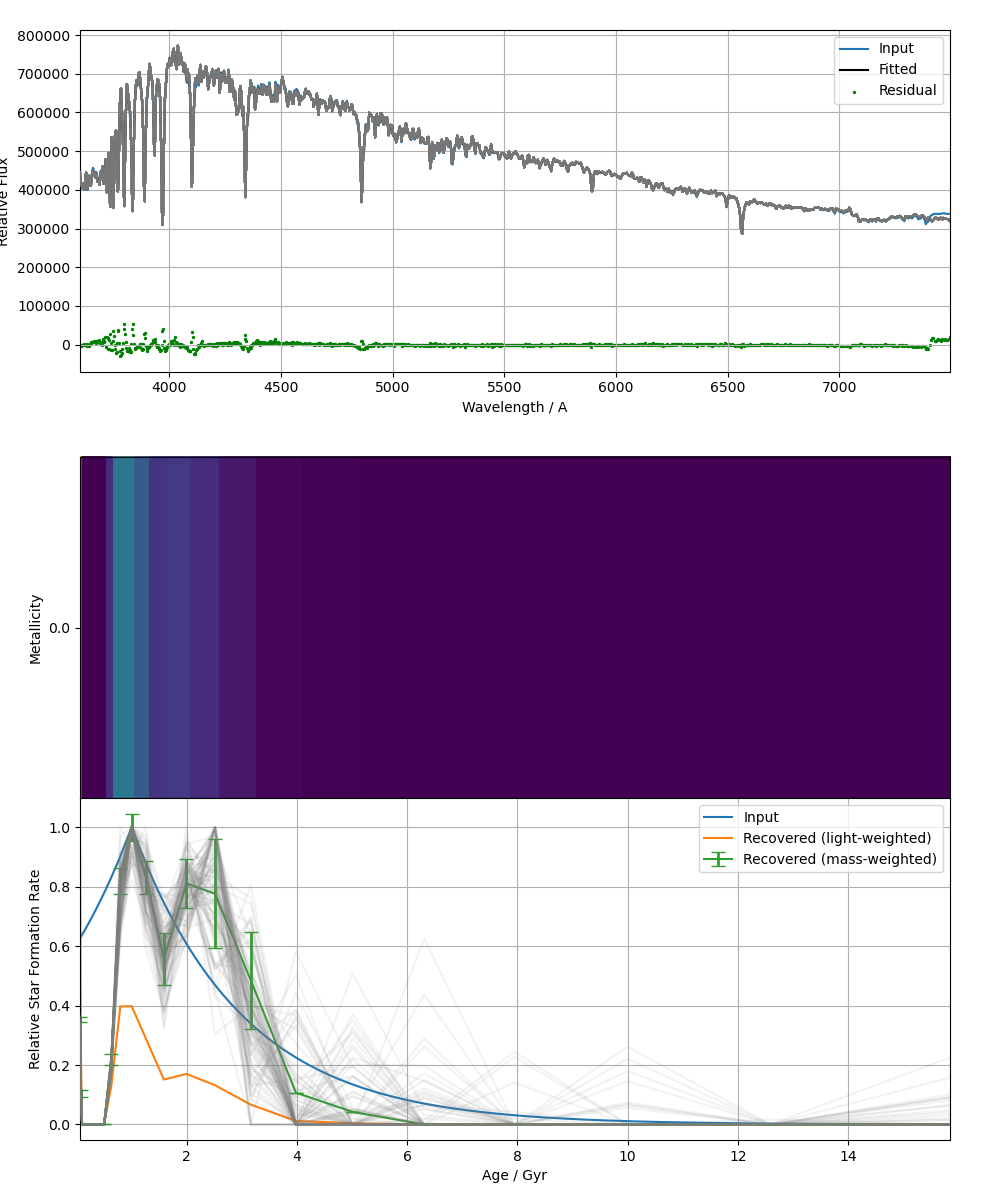 800000
700000
600000
500000
400000
300000
200000
100000
0
Relative Flux
Input
Fitted
Residual
4000 4500 5000 5500 6000 6500 7000
Wavelength / A
Metallicity
0.0
1.0
0.8
0.6
0.4
0.2
0.0
Relative Star Formation Rate
Input
Recovered (light-weighted)
Recovered (mass-weighted)
2 4 6 8 10 12 14
Age / Gyr